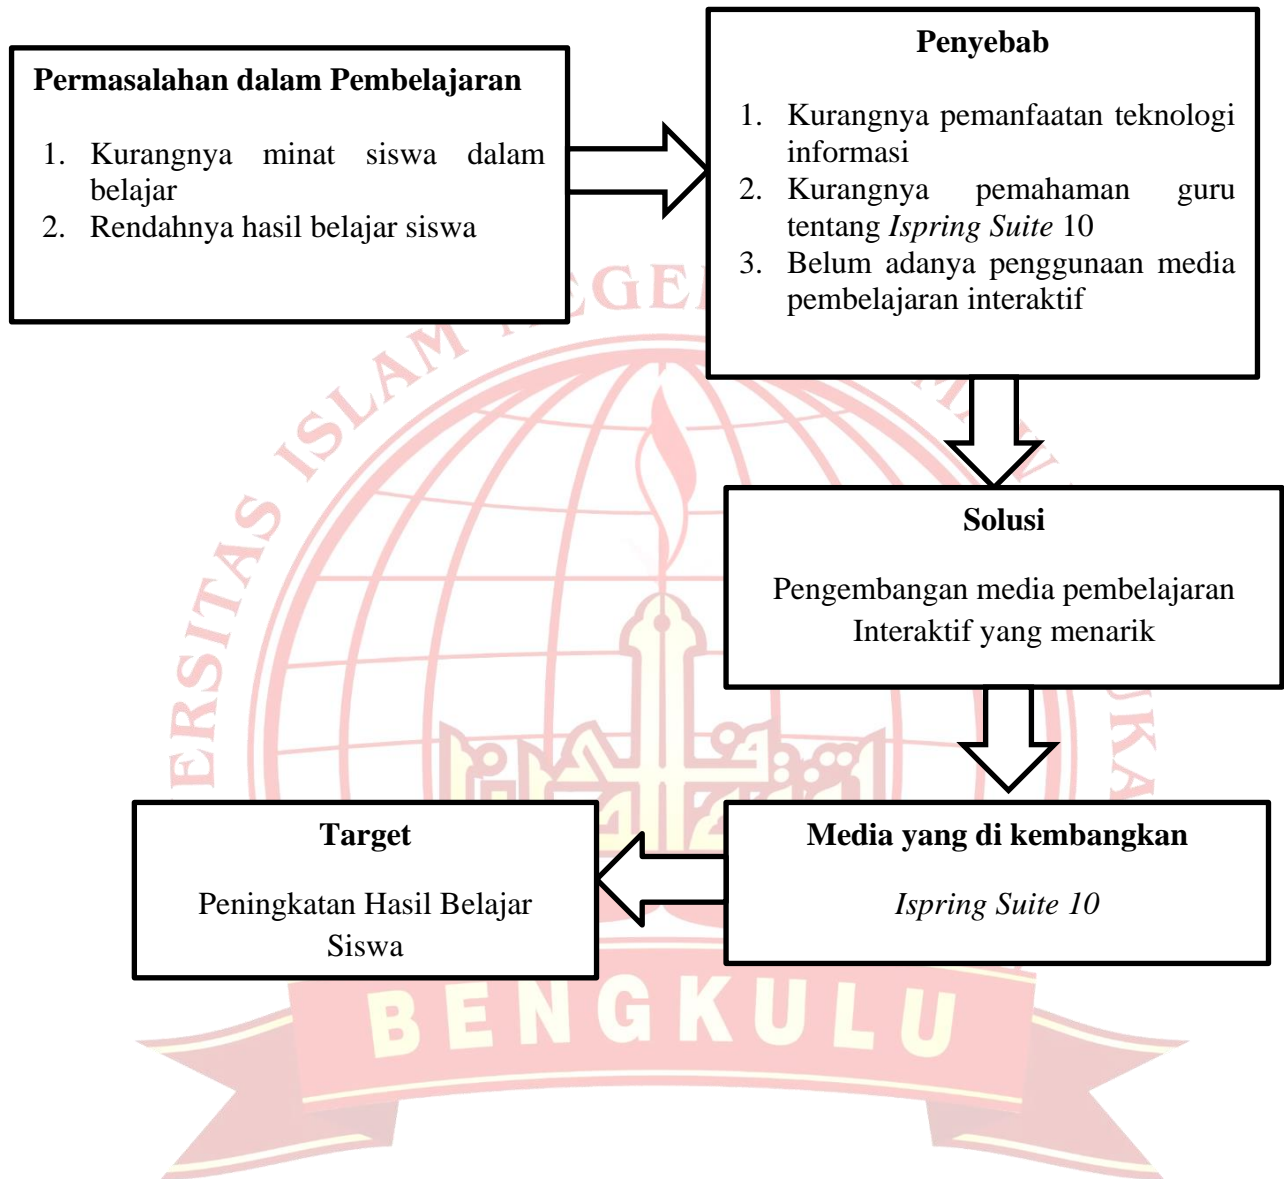 Permasalahan dalam Pembelajaran
1. Kurangnya minat siswa dalam
belajar
2. Rendahnya hasil belajar siswa
Penyebab
1. Kurangnya pemanfaatan teknologi
informasi
2. Kurangnya pemahaman guru
tentang Ispring Suite 10
3. Belum adanya penggunaan media
pembelajaran interaktif
Solusi
Pengembangan media pembelajaran
Interaktif yang menarik
Media yang di kembangkan
Ispring Suite 10
Target
Peningkatan Hasil Belajar
Siswa
ERSITAS ISLAM
BENGKULU